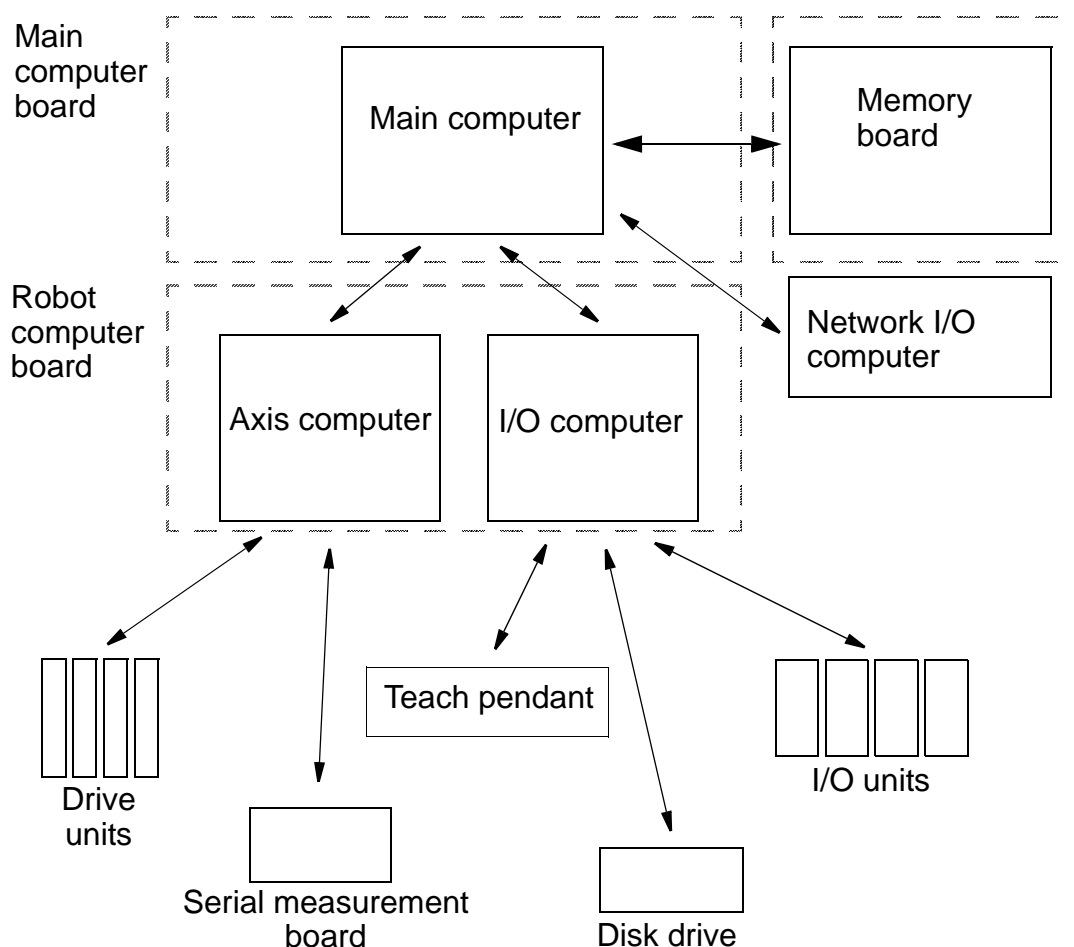 Main
computer
board
Main computer
Memory
board
Robot
computer
board
Network I/O
computer
Axis computer
I/O computer
Teach pendant
I/O units
Drive
units
Serial measurement
board
Disk drive